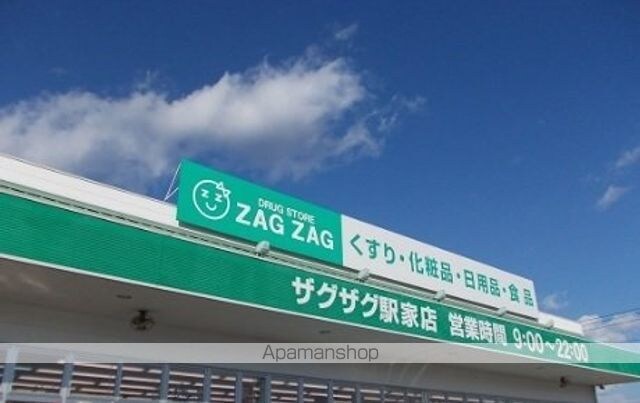 DRUG STORE
ZAG ZAG
くすり・化粧品・日用品・食品
ザグザグ駅家店 営業時間 9:00~22:00
Apamanshop